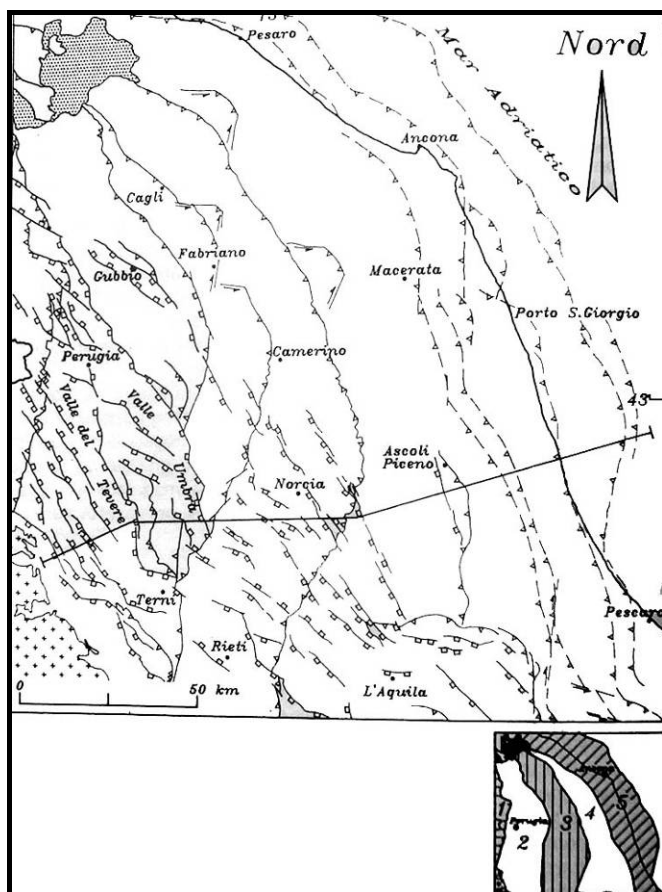 Pesaro
Nord
Mar Adriatico
Ancona
Cagli
Fabriano
Gubbio
Macerata
Porto S. Giorgio
Perugia
Camerino
43°
Valle del Tevere
Valle Umbra
Ascoli
Piceno
Norcia
Terni
Pescara
Rieti
L'Aquila
0 50 km
1
2
3
4
5
Perugia